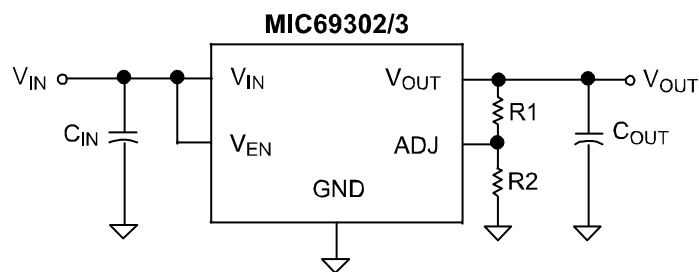 MIC69302/3
V_IN V_IN V_OUT V_OUT
R1
C_IN V_EN ADJ C_OUT
R2
GND